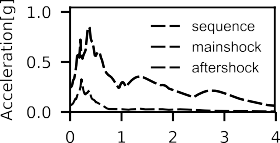 Acceleration[g]
1.0
0.5
0.0
sequence
mainshock
aftershock
0 1 2 3 4